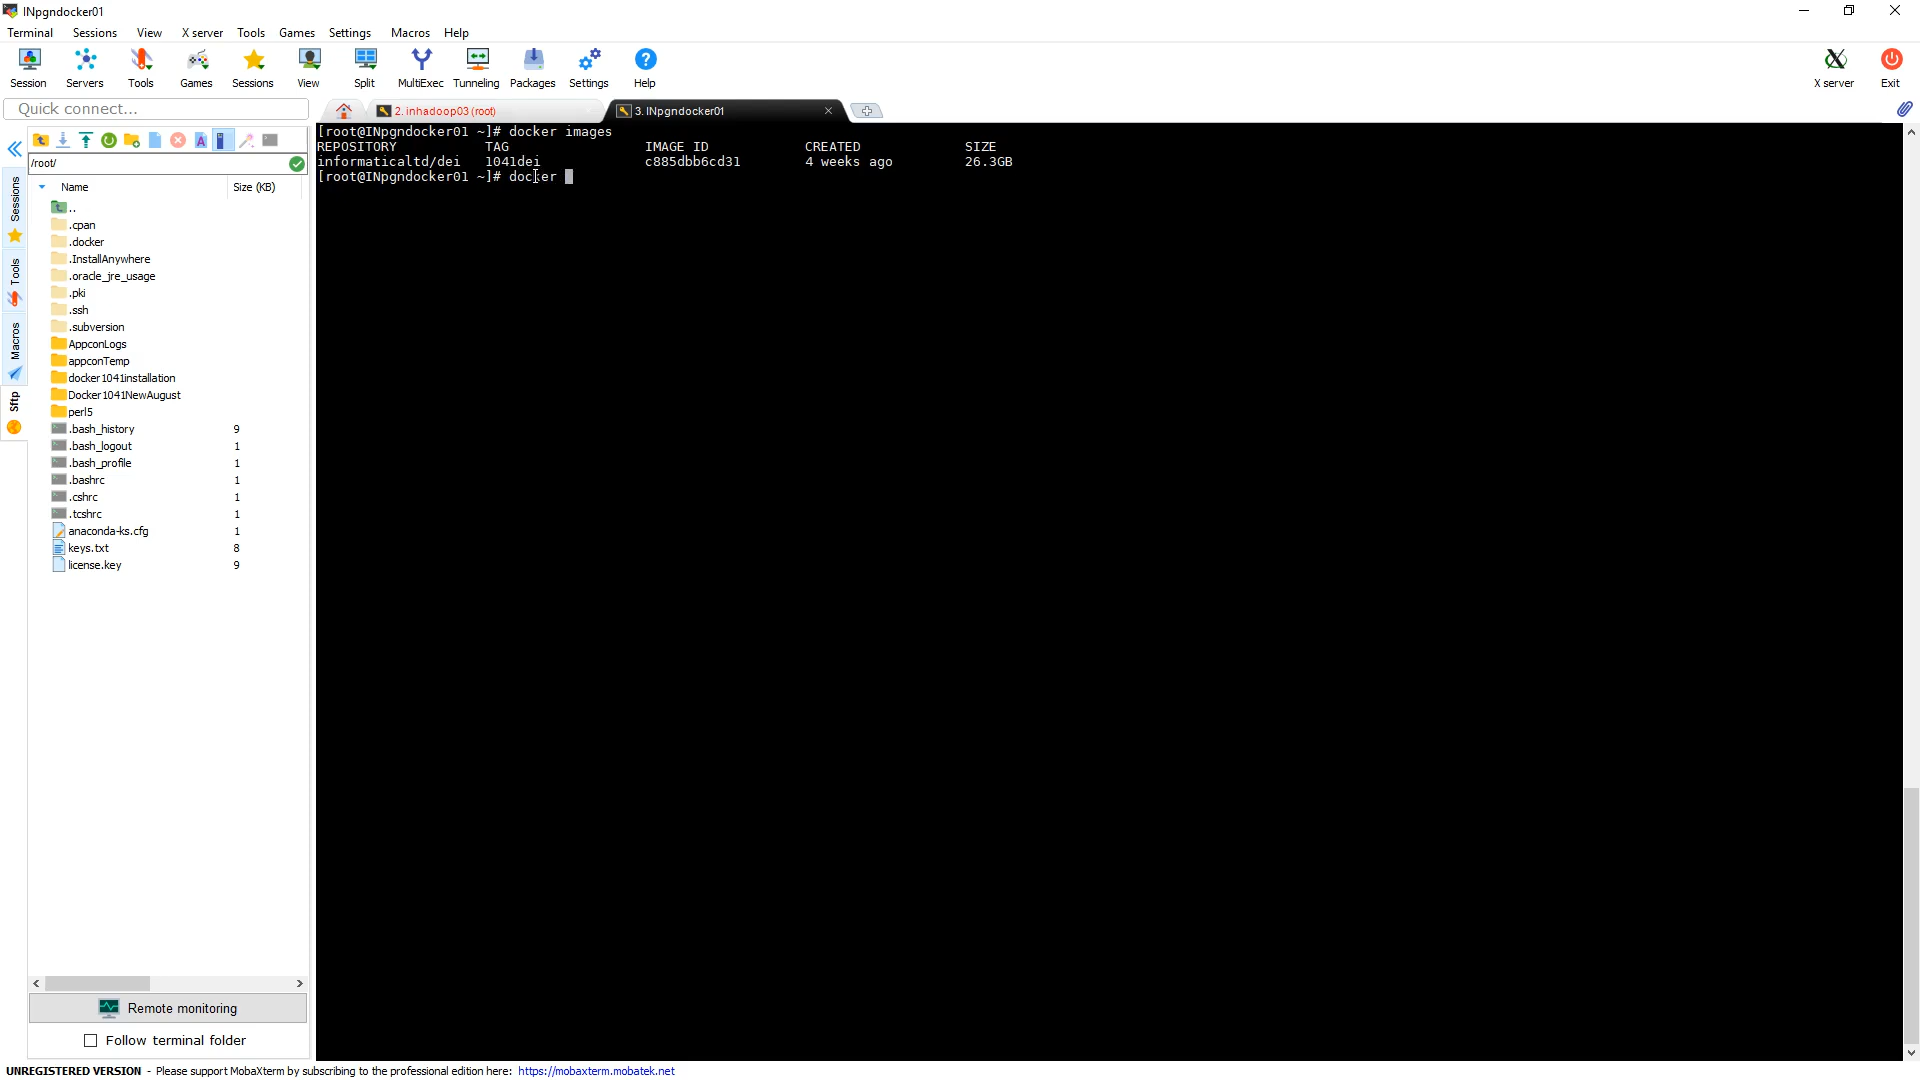 INpgndocker01
Terminal Sessions View X server Tools Games Settings Macros Help
Session Servers Tools Games Sessions View Split MultiExec Tunneling Packages Settings Help X server Exit
Quick connect...
2. inhadoop03 (root)
3. INpgndocker01
/root/
Name Size (KB)
..
.cpan
.docker
.InstallAnywhere
.oracle_jre_usage
.pki
.ssh
.subversion
AppconLogs
appconTemp
docker1041installation
Docker1041NewAugust
perl5
.bash_history 9
.bash_logout 1
.bash_profile 1
.bashrc 1
.cshrc 1
.tcshrc 1
anaconda-ks.cfg 1
keys.txt 8
license.key 9
Sessions
Tools
Macros
Sftp
Remote monitoring
Follow terminal folder
[root@INpgndocker01 ~]# docker images
REPOSITORY TAG IMAGE ID CREATED SIZE
informaticaltd/dei 1041dei c885dbb6cd31 4 weeks ago 26.3GB
[root@INpgndocker01 ~]# docker
UNREGISTERED VERSION - Please support MobaXterm by subscribing to the professional edition here: https://mobaxterm.mobatek.net